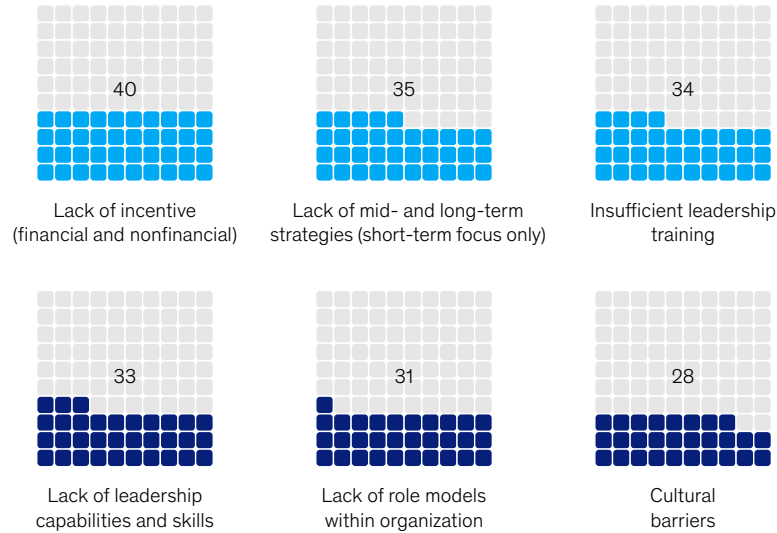 40
35
34
Lack of incentive
(financial and nonfinancial)
Lack of mid- and long-term
strategies (short-term focus only)
Insufficient leadership
training
33
31
28
Lack of leadership
capabilities and skills
Lack of role models
within organization
Cultural
barriers